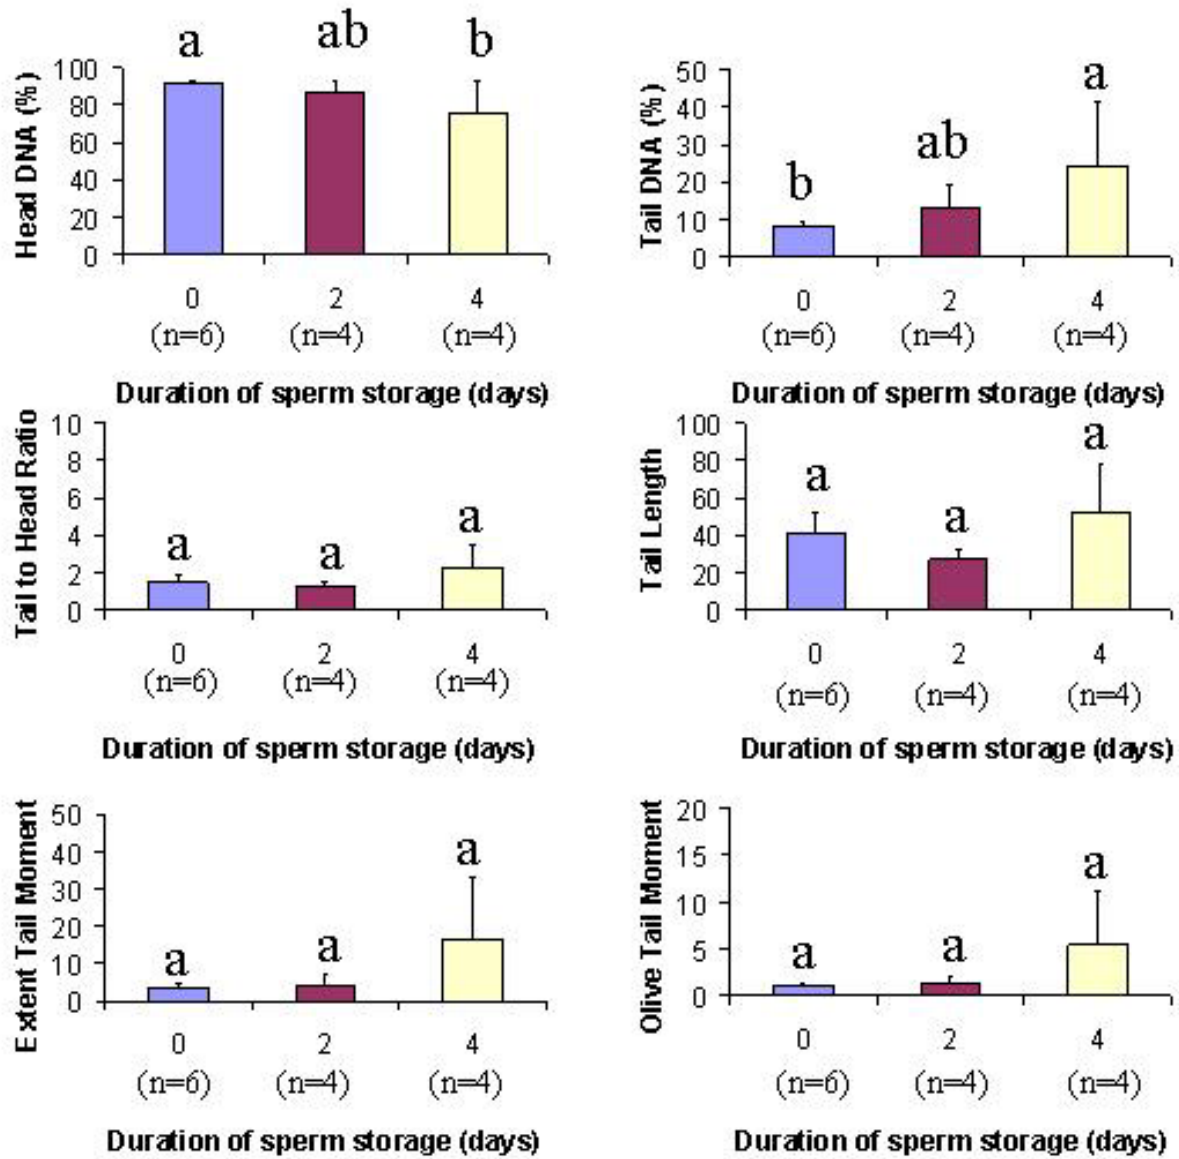 a ab b
Head DNA (%)
100
80
60
40
20
0
0 2 4
(n=6) (n=4) (n=4)
Duration of sperm storage (days)
b ab a
Tail DNA (%)
50
40
30
20
10
0
0 2 4
(n=6) (n=4) (n=4)
Duration of sperm storage (days)
a a a
Tail to Head Ratio
10
8
6
4
2
0
0 2 4
(n=6) (n=4) (n=4)
Duration of sperm storage (days)
a a a
Tail Length
100
80
60
40
20
0
0 2 4
(n=6) (n=4) (n=4)
Duration of sperm storage (days)
a a a
Extent Tail Moment
50
40
30
20
10
0
0 2 4
(n=6) (n=4) (n=4)
Duration of sperm storage (days)
a a a
Olive Tail Moment
20
15
10
5
0
0 2 4
(n=6) (n=4) (n=4)
Duration of sperm storage (days)